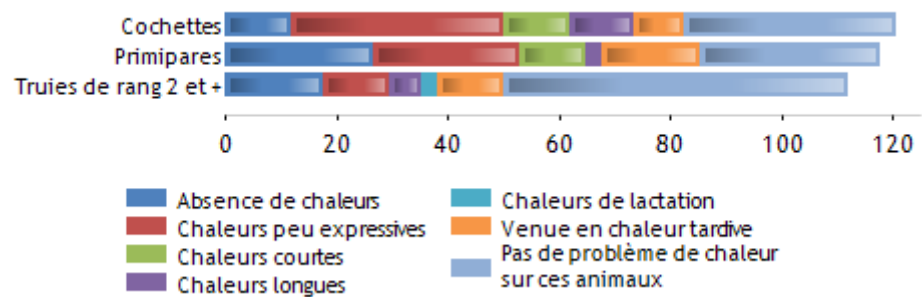 Cochettes
Primipares
Truies de rang 2 et +
0 20 40 60 80 100 120
Absence de chaleurs
Chaleurs peu expressives
Chaleurs courtes
Chaleurs longues
Chaleurs de lactation
Venue en chaleur tardive
Pas de problème de chaleur
sur ces animaux